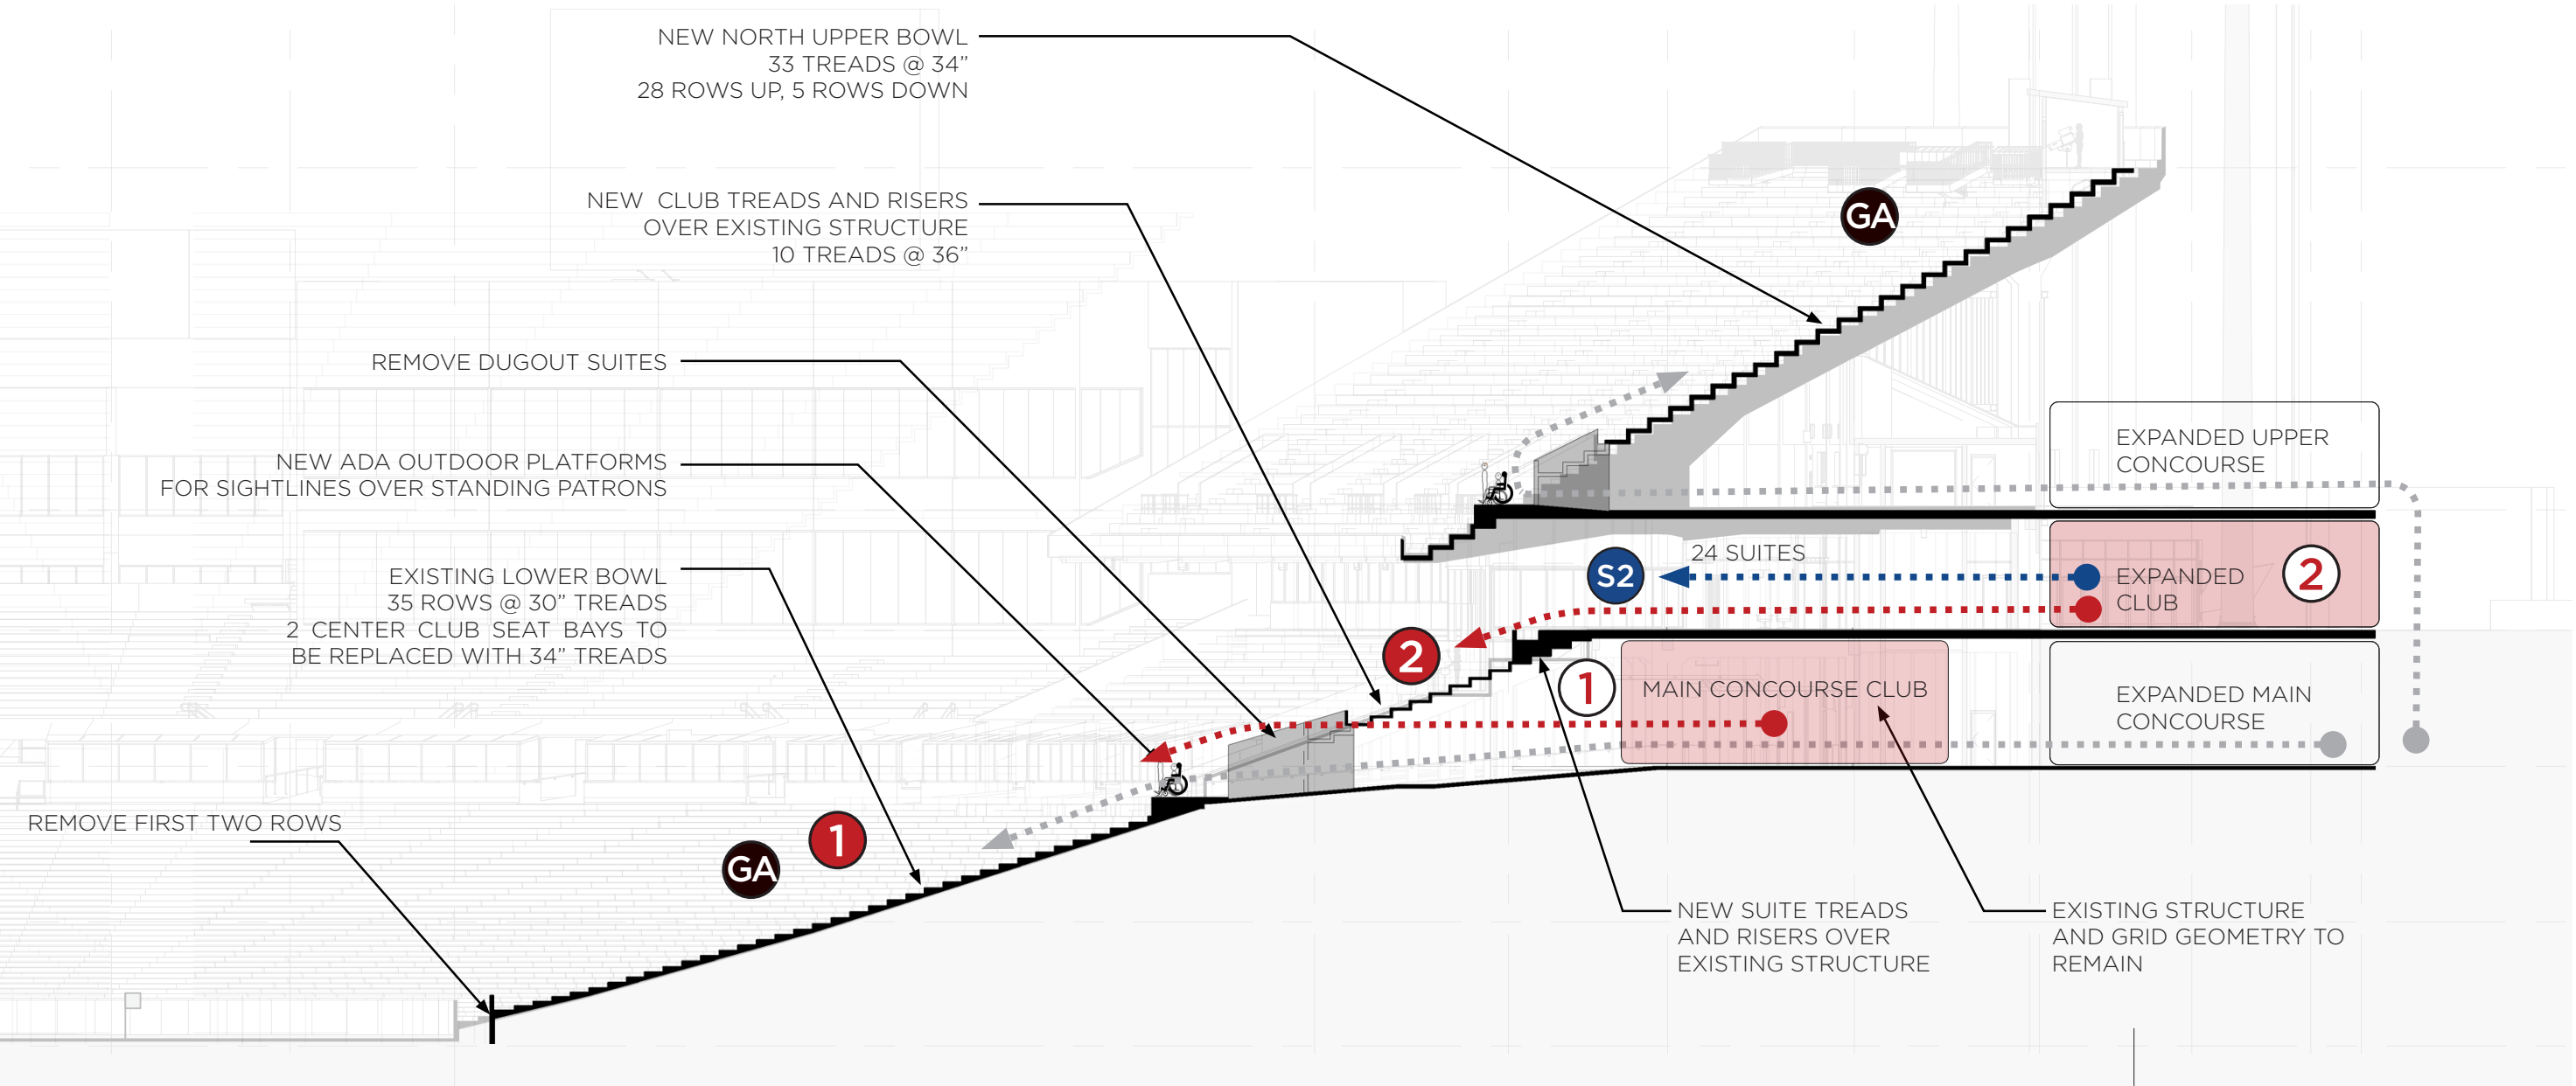 NEW NORTH UPPER BOWL
33 TREADS @ 34”
28 ROWS UP, 5 ROWS DOWN
NEW CLUB TREADS AND RISERS
OVER EXISTING STRUCTURE
10 TREADS @ 36”
GA
REMOVE DUGOUT SUITES
NEW ADA OUTDOOR PLATFORMS
FOR SIGHTLINES OVER STANDING PATRONS
EXPANDED UPPER
CONCOURSE
EXISTING LOWER BOWL
35 ROWS @ 30” TREADS
2 CENTER CLUB SEAT BAYS TO
BE REPLACED WITH 34” TREADS
S2
24 SUITES
EXPANDED
CLUB
2
2
1
MAIN CONCOURSE CLUB
EXPANDED MAIN
CONCOURSE
REMOVE FIRST TWO ROWS
GA
1
NEW SUITE TREADS
AND RISERS OVER
EXISTING STRUCTURE
EXISTING STRUCTURE
AND GRID GEOMETRY TO
REMAIN